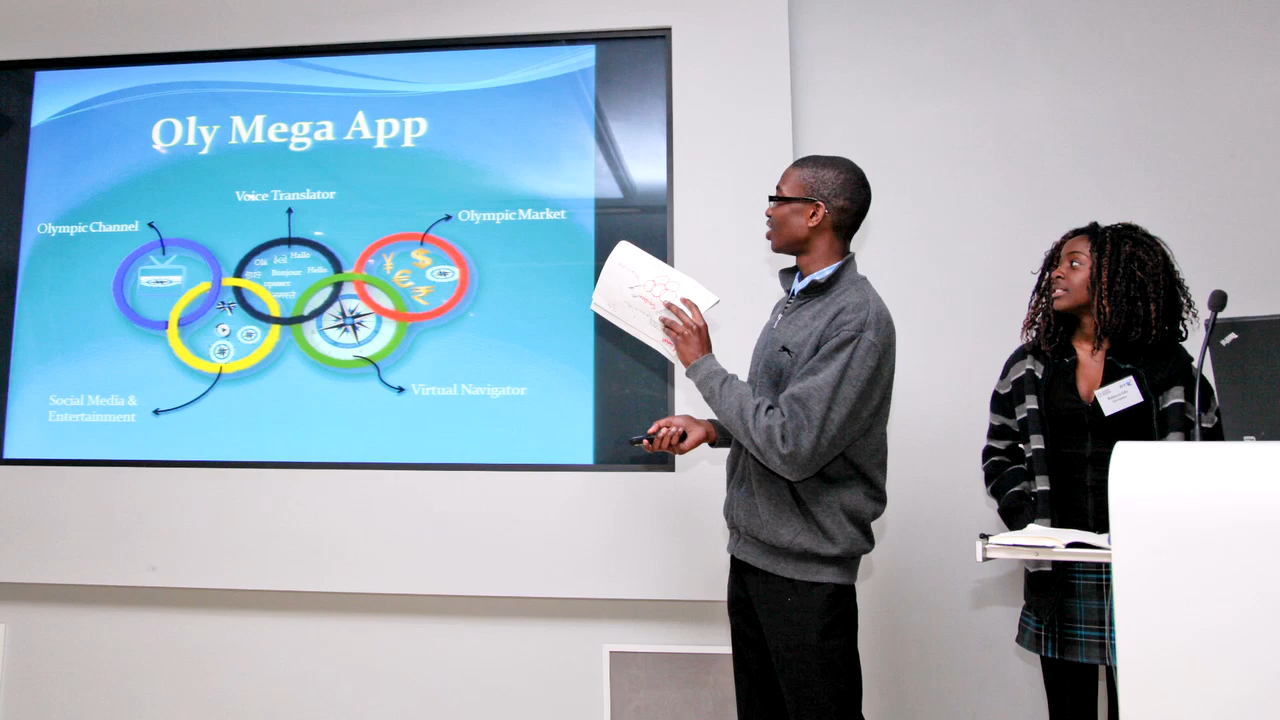 Oly Mega App
Voice Translator
Olympic Channel
Olympic Market
Hallo
Bonjour Hello
$
¥
€
₹
Social Media &
Entertainment
Virtual Navigator